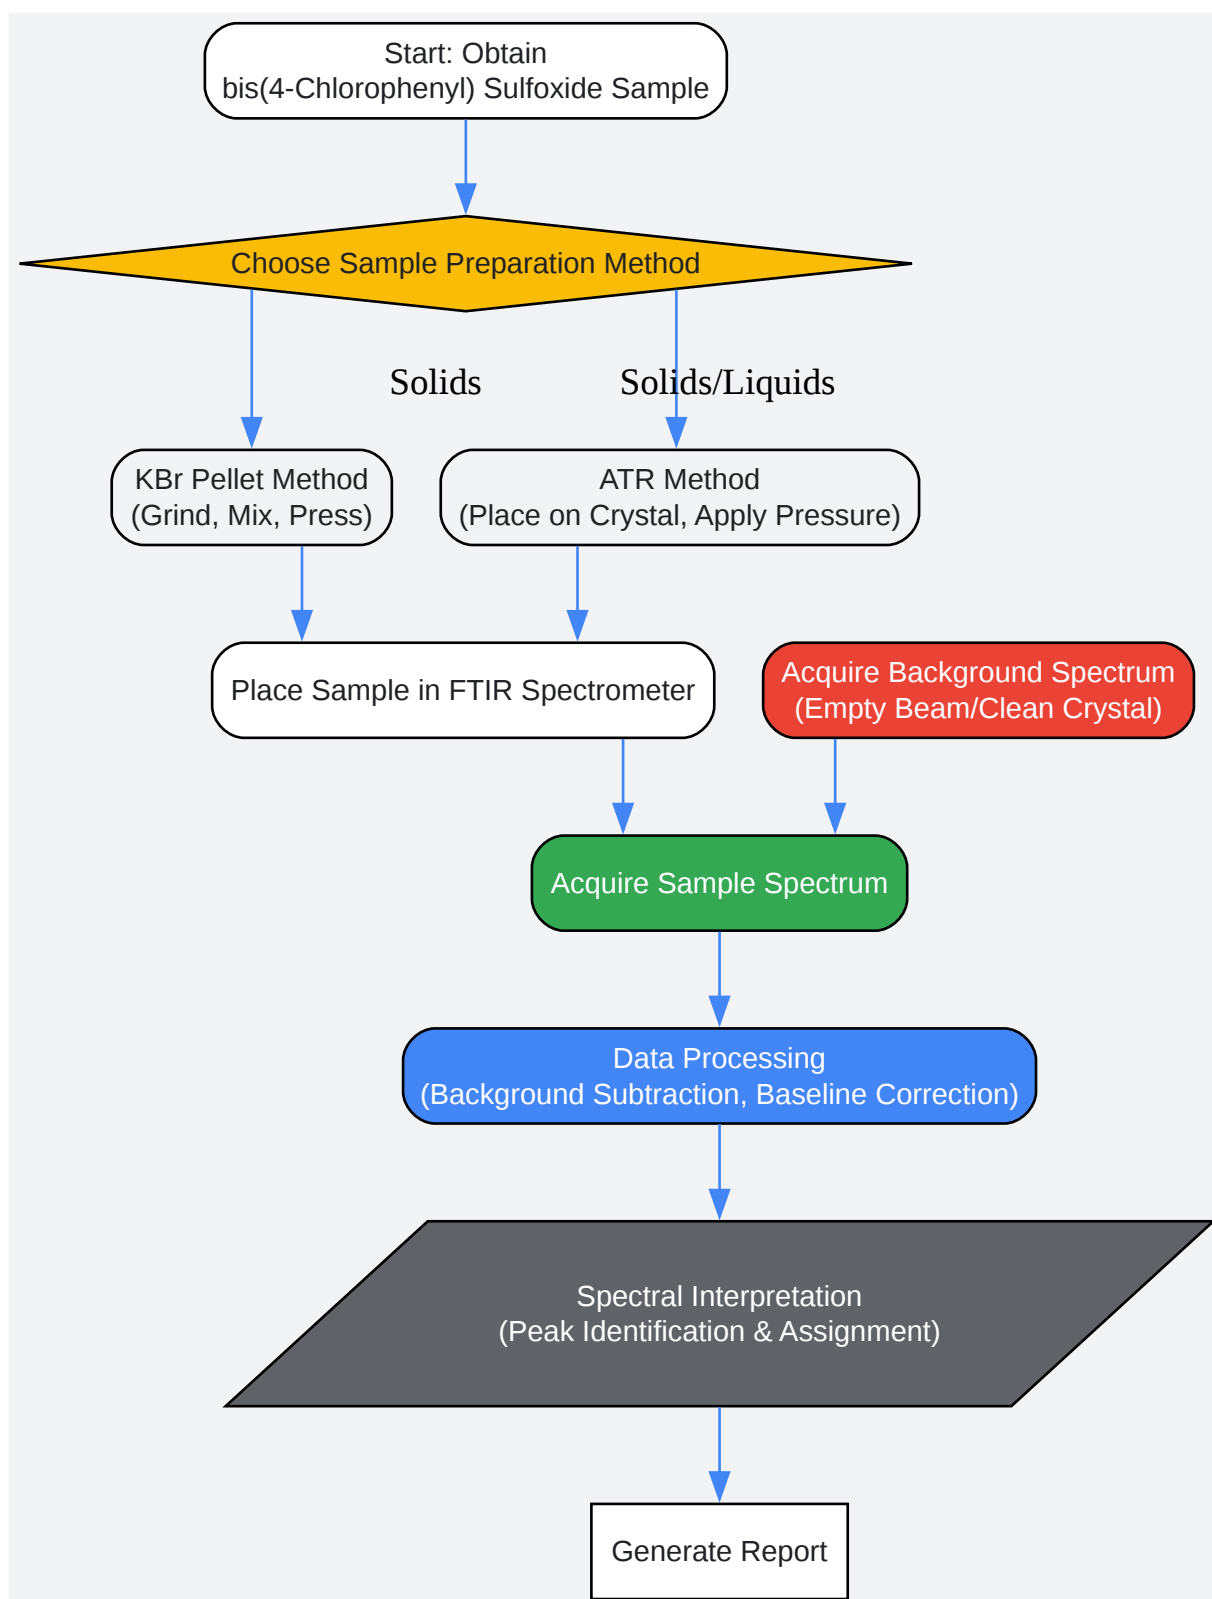 Start: Obtain
bis(4-Chlorophenyl) Sulfoxide Sample
Choose Sample Preparation Method
Solids
Solids/Liquids
KBr Pellet Method
(Grind, Mix, Press)
ATR Method
(Place on Crystal, Apply Pressure)
Place Sample in FTIR Spectrometer
Acquire Background Spectrum
(Empty Beam/Clean Crystal)
Acquire Sample Spectrum
Data Processing
(Background Subtraction, Baseline Correction)
Spectral Interpretation
(Peak Identification & Assignment)
Generate Report